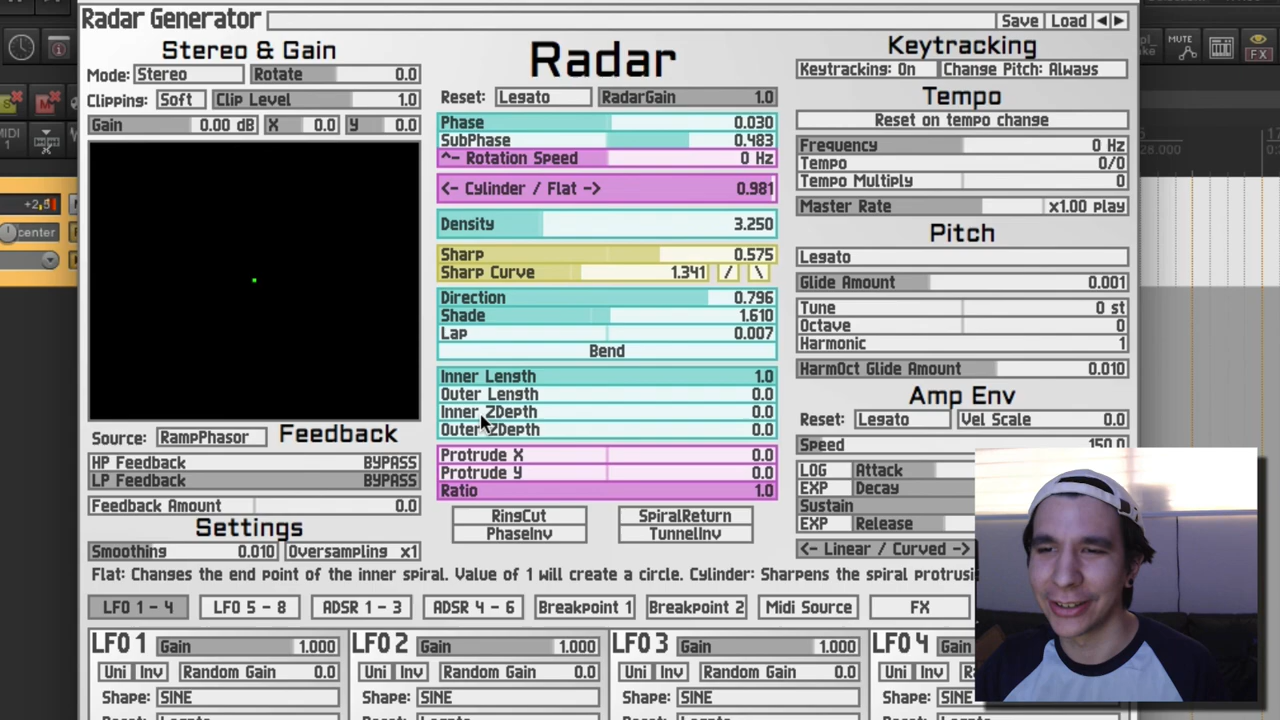 Radar Generator Save Load
Stereo & Gain
Mode: Stereo Rotate 0.0
Clipping: Soft Clip Level 1.0
Gain 0.00 dB X 0.0 Y 0.0
Source: RampPhasor Feedback
HP Feedback BYPASS
LP Feedback BYPASS
Feedback Amount 0.0
Settings
Smoothing 0.010 Oversampling x1
Radar
Reset: Legato RadarGain 1.0
Phase 0.030
SubPhase 0.483
^- Rotation Speed 0 Hz
<- Cylinder / Flat -> 0.981
Density 3.250
Sharp 0.575
Sharp Curve 1.341 / \
Direction 0.796
Shade 1.610
Lap 0.007
Bend
Inner Length 1.0
Outer Length 0.0
Inner ZDepth 0.0
Outer ZDepth 0.0
Protrude X 0.0
Protrude Y 0.0
Ratio 1.0
RingCut SpiralReturn
PhaseInv TunnelInv
Keytracking
Keytracking: On Change Pitch: Always
Tempo
Reset on tempo change
Frequency 0 Hz
Tempo 0/0
Tempo Multiply 0
Master Rate x1.00 play
Pitch
Legato
Glide Amount 0.001
Tune 0 st
Octave 0
Harmonic 1
HarmOct Glide Amount 0.010
Amp Env
Reset: Legato Vel Scale 0.0
Speed 150.0
LOG Attack
EXP Decay
Sustain
EXP Release
<- Linear / Curved ->
Flat: Changes the end point of the inner spiral. Value of 1 will create a circle. Cylinder: Sharpens the spiral
LFO 1 - 4 LFO 5 - 8 ADSR 1 - 3 ADSR 4 - 6 Breakpoint 1 Breakpoint 2 Midi Source FX
LFO 1 Gain 1.000 LFO 2 Gain 1.000 LFO 3 Gain 1.000 LFO 4 Gain
Uni Inv Random Gain 0.0 Uni Inv Random Gain 0.0 Uni Inv Random Gain 0.0 Uni Inv
Shape: SINE Shape: SINE Shape: SINE Shape: SINE
MUTE
FX
MIDI
center
28.000